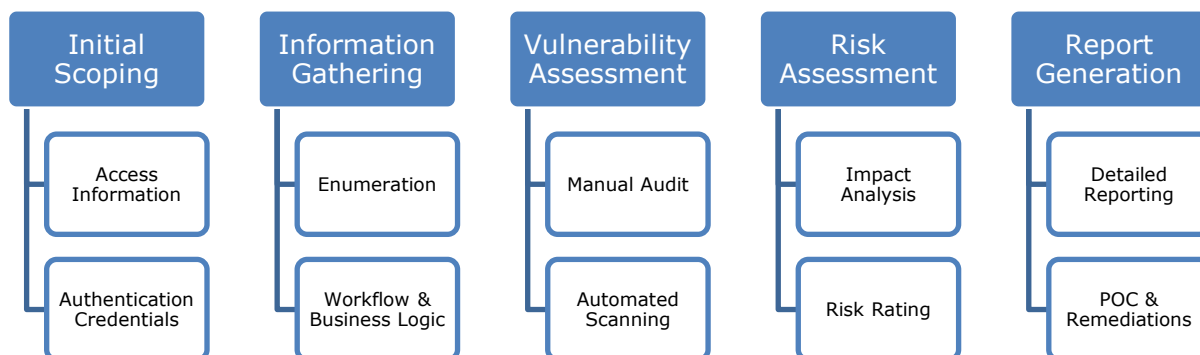 Initial
Scoping
Access
Information
Authentication
Credentials
Information
Gathering
Enumeration
Workflow &
Business Logic
Vulnerability
Assessment
Manual Audit
Automated
Scanning
Risk
Assessment
Impact
Analysis
Risk Rating
Report
Generation
Detailed
Reporting
POC &
Remediations